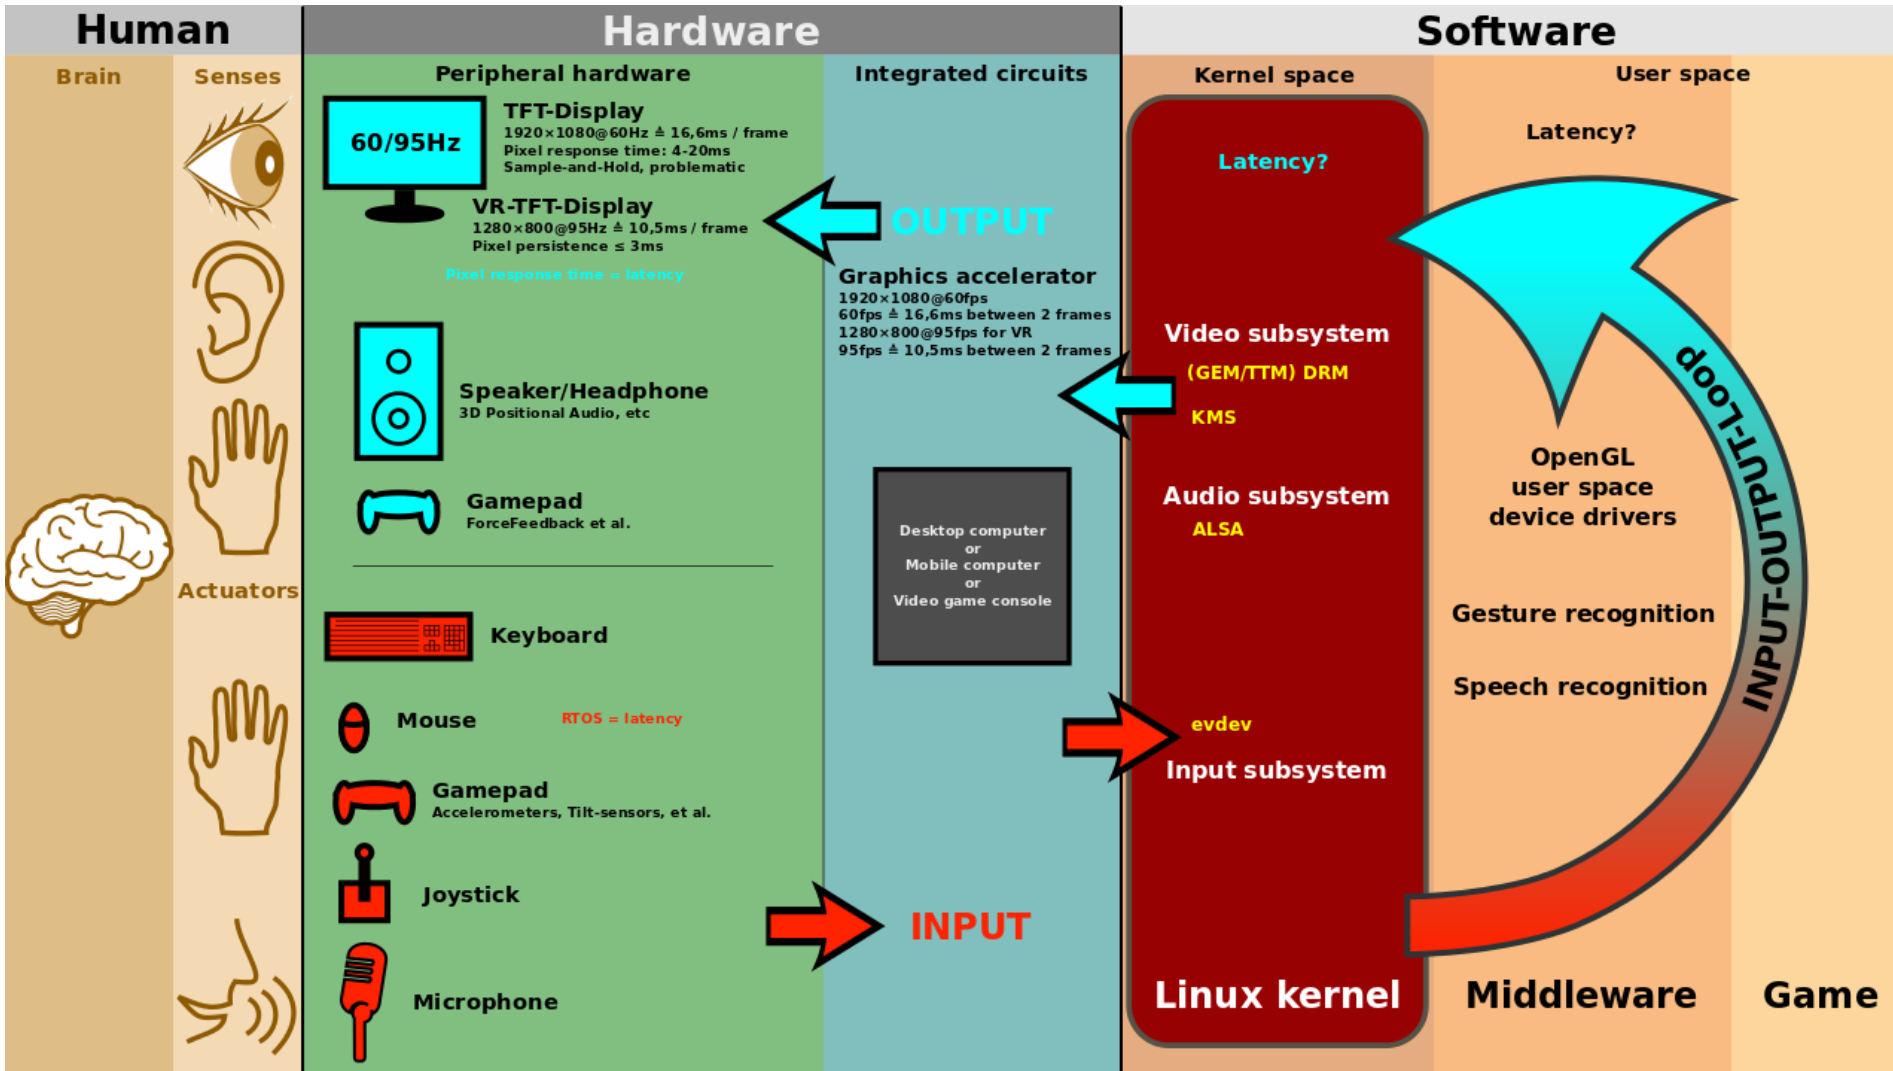 Human
Hardware
Software
Brain
Senses
Peripheral hardware
Integrated circuits
Kernel space
User space
60/95Hz
TFT-Display
1920×1080@60Hz ≙ 16,6ms / frame
Pixel response time: 4-20ms
Sample-and-Hold, problematic
VR-TFT-Display
1280×800@95Hz ≙ 10,5ms / frame
Pixel persistence ≤ 3ms
Pixel response time = latency
OUTPUT
Graphics accelerator
1920×1080@60fps
60fps ≙ 16,6ms between 2 frames
1280×800@95fps for VR
95fps ≙ 10,5ms between 2 frames
Speaker/Headphone
3D Positional Audio, etc
Gamepad
ForceFeedback et al.
Desktop computer
or
Mobile computer
or
Video game console
Actuators
Keyboard
Mouse
RTOS = latency
Gamepad
Accelerometers, Tilt-sensors, et al.
Joystick
INPUT
Microphone
Latency?
Video subsystem
(GEM/TTM) DRM
KMS
Audio subsystem
ALSA
evdev
Input subsystem
Linux kernel
Latency?
OpenGL
user space
device drivers
Gesture recognition
Speech recognition
Middleware
INPUT-OUTPUT-Loop
Game